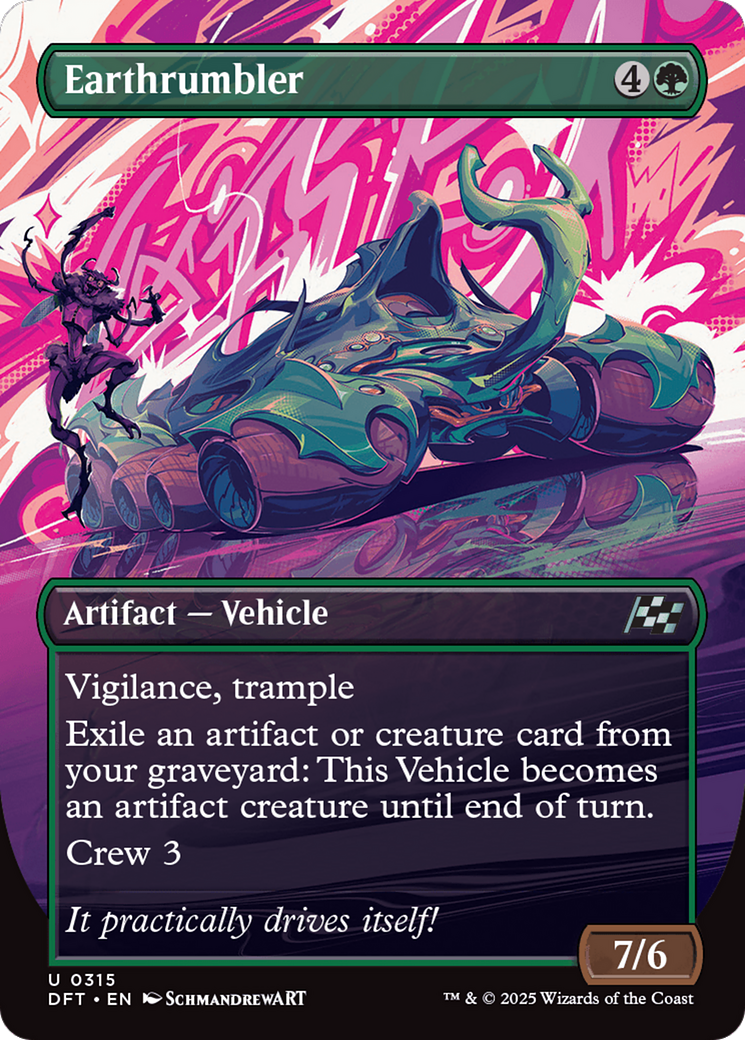 Earthrumbler 4
Artifact — Vehicle
Vigilance, trample
Exile an artifact or creature card from
your graveyard: This Vehicle becomes
an artifact creature until end of turn.
Crew 3
It practically drives itself!
7/6
U 0315
DFT • EN SchmandrewART
™ & © 2025 Wizards of the Coast